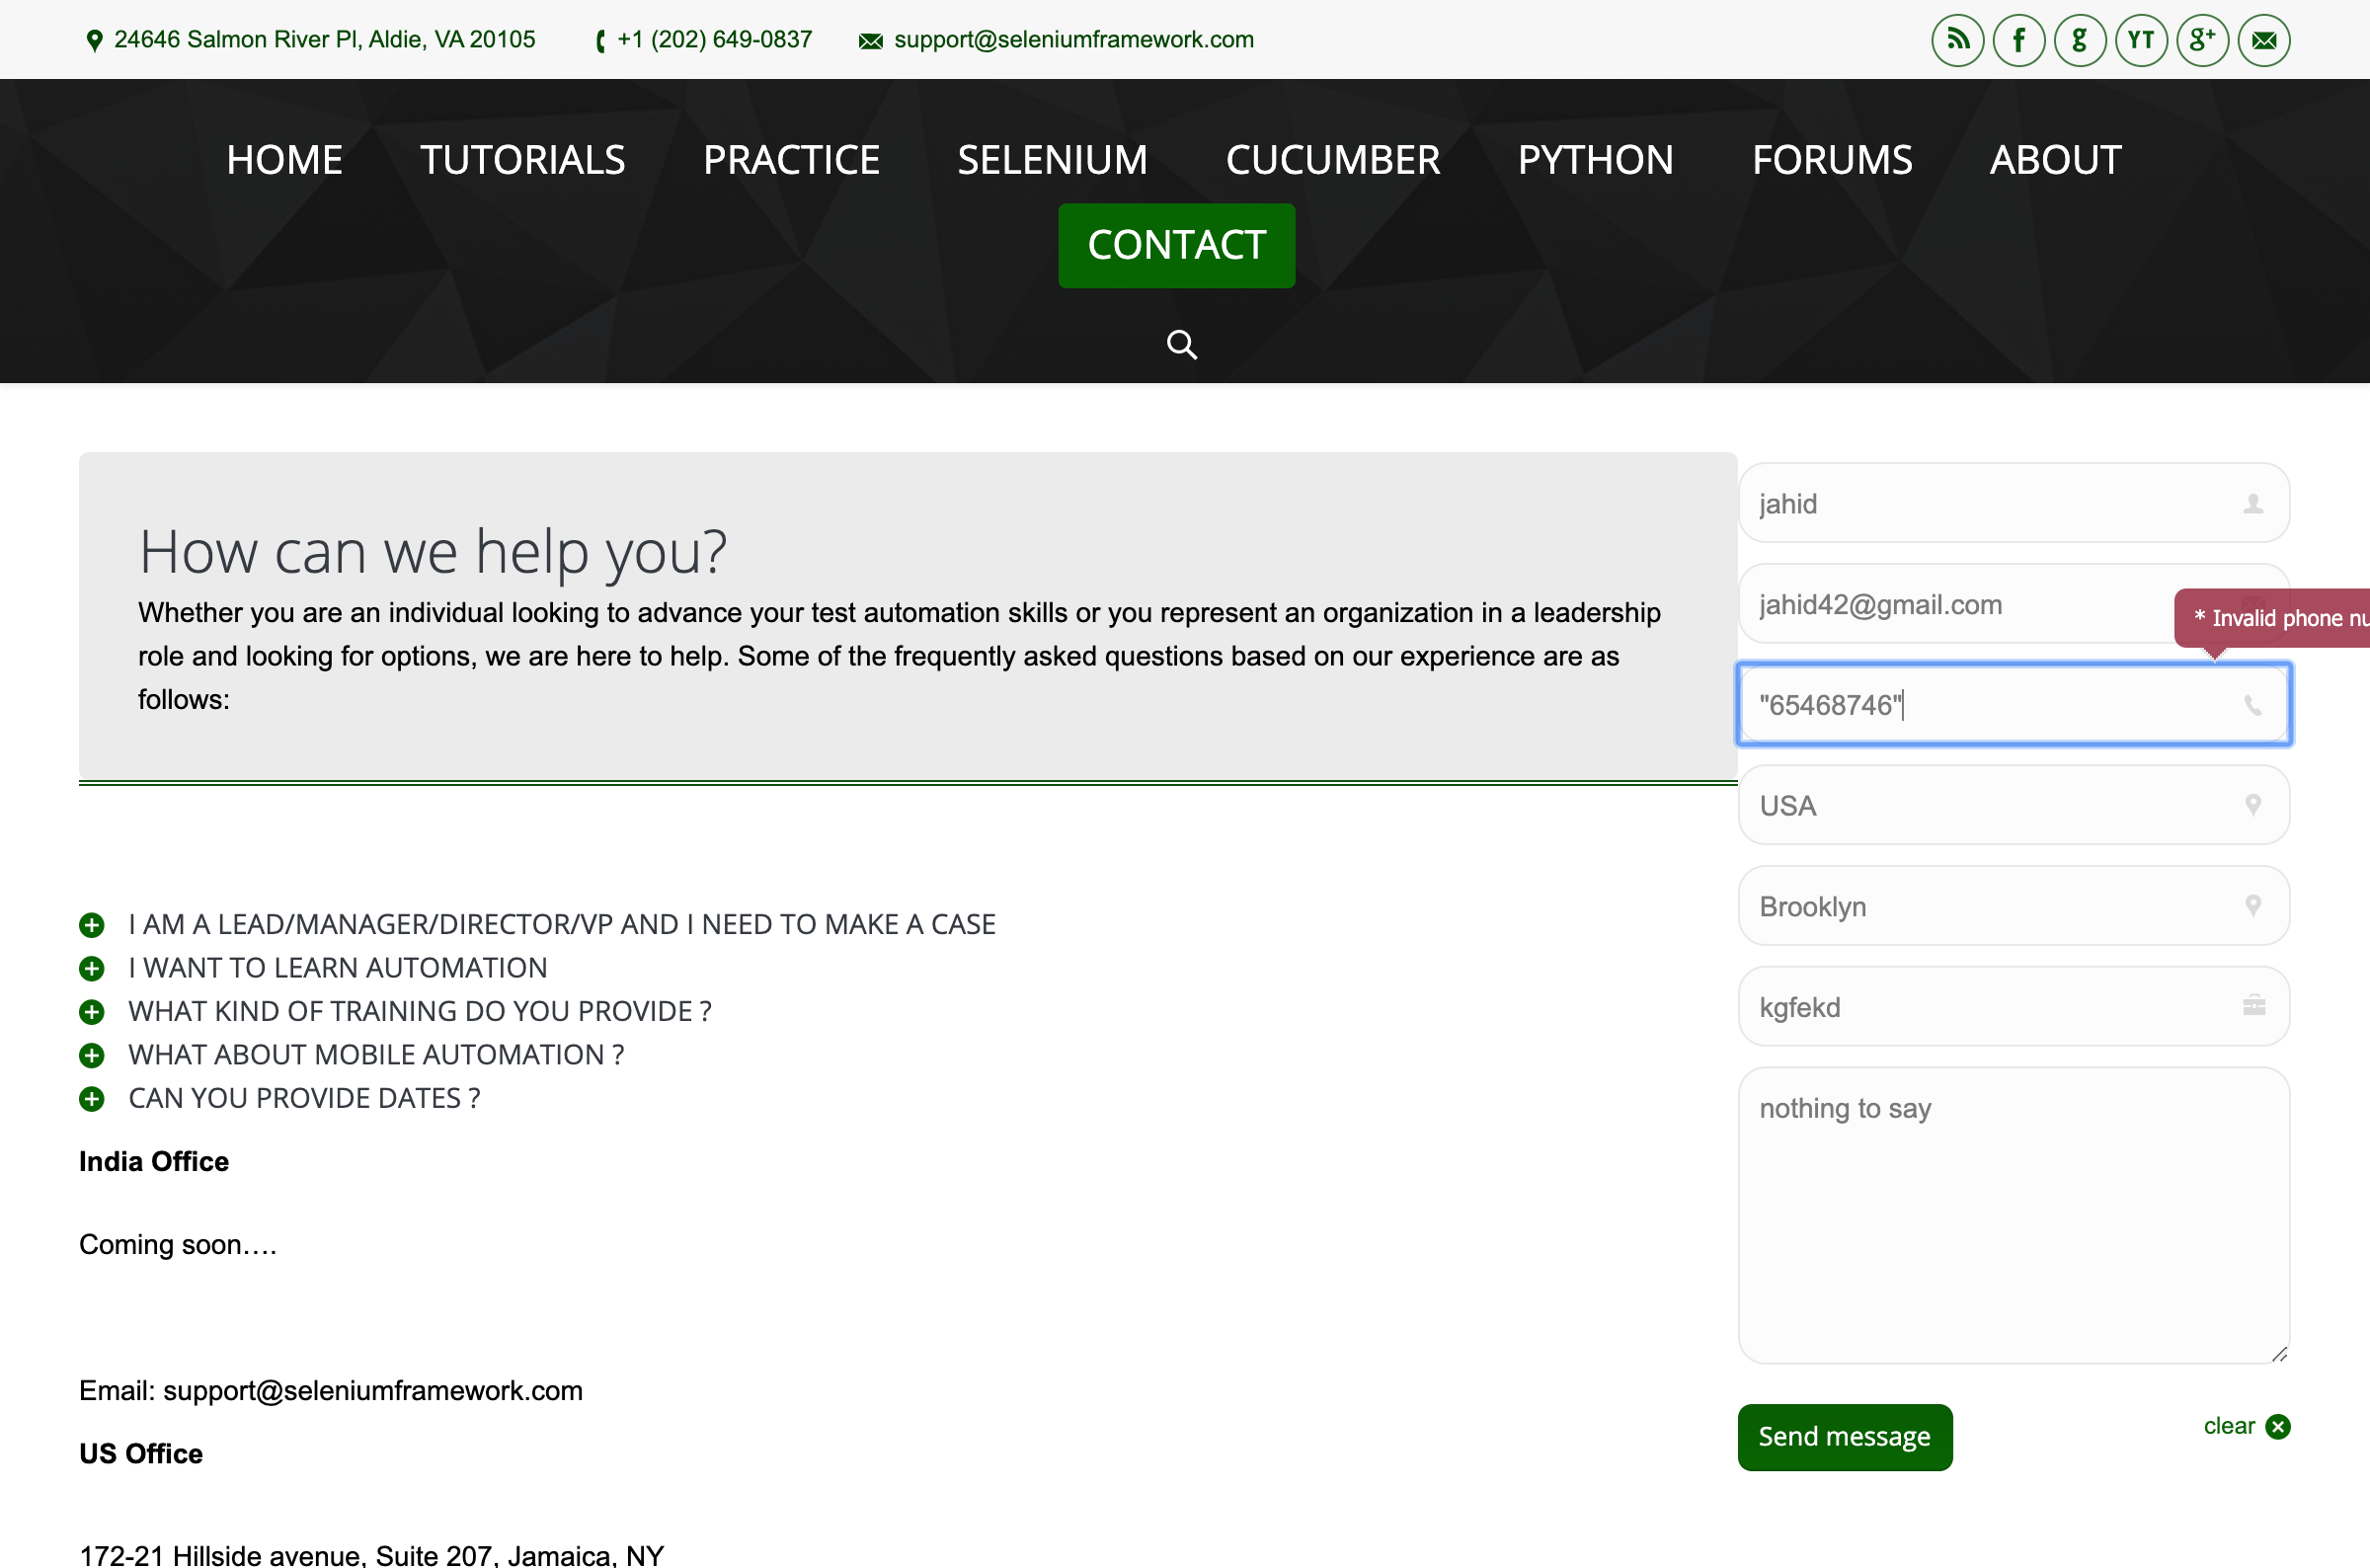 24646 Salmon River Pl, Aldie, VA 20105
+1 (202) 649-0837
support@seleniumframework.com
f
g
YT
g+
HOME
TUTORIALS
PRACTICE
SELENIUM
CUCUMBER
PYTHON
FORUMS
ABOUT
CONTACT
How can we help you?
Whether you are an individual looking to advance your test automation skills or you represent an organization in a leadership
role and looking for options, we are here to help. Some of the frequently asked questions based on our experience are as
follows:
I AM A LEAD/MANAGER/DIRECTOR/VP AND I NEED TO MAKE A CASE
I WANT TO LEARN AUTOMATION
WHAT KIND OF TRAINING DO YOU PROVIDE ?
WHAT ABOUT MOBILE AUTOMATION ?
CAN YOU PROVIDE DATES ?
India Office
Coming soon….
Email: support@seleniumframework.com
US Office
172-21 Hillside avenue, Suite 207, Jamaica, NY
jahid
jahid42@gmail.com
* Invalid phone nu
"65468746"
USA
Brooklyn
kgfekd
nothing to say
Send message
clear